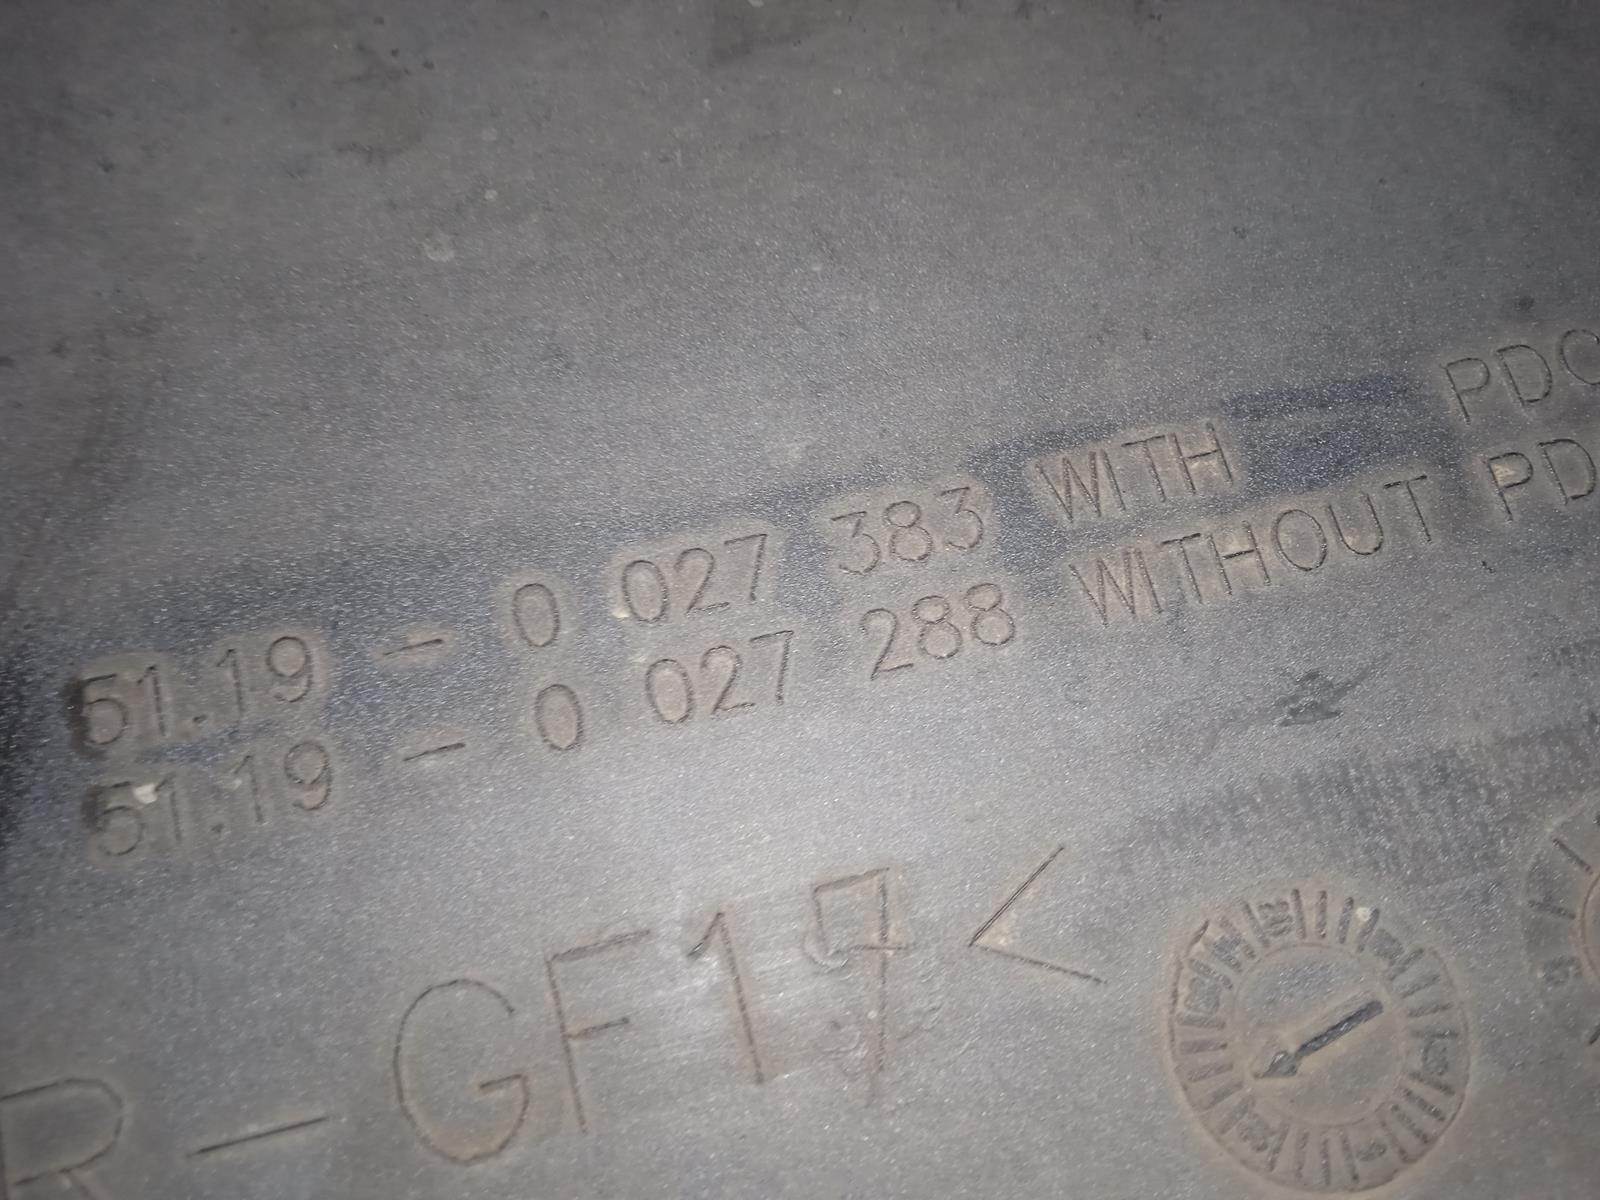 51.19 - 0 027 383 WITH PDC
51.19 - 0 027 288 WITHOUT PD
R-GF17<